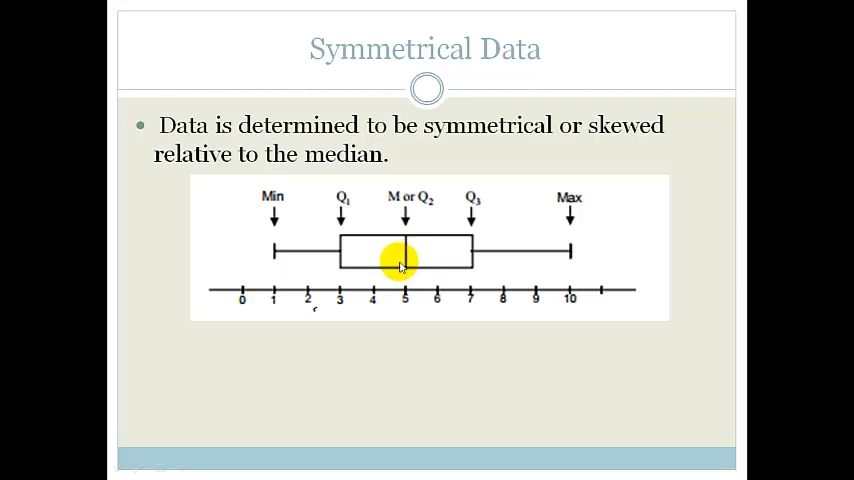 Symmetrical Data
Data is determined to be symmetrical or skewed
relative to the median.
Min Q1 M or Q2 Q3 Max
0 1 2 3 4 5 6 7 8 9 10